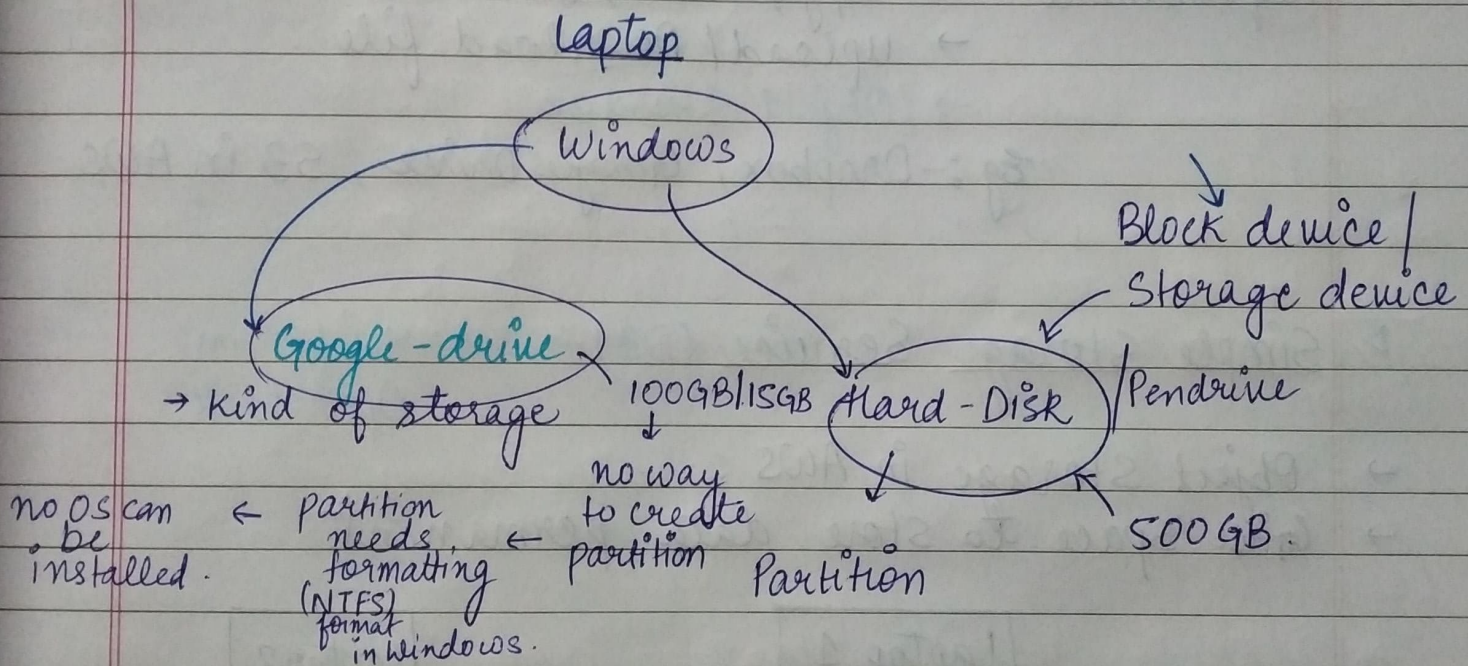 Laptop
Windows
Block device /
Storage device
Google-drive
→ Kind of storage
100GB/15GB
↓
no way
to create
partition
←
partition
needs
formatting
(NTFS)
format
in windows.
←
no OS can
be
installed.
Hard-Disk
/Pendrive
500GB.
Partition